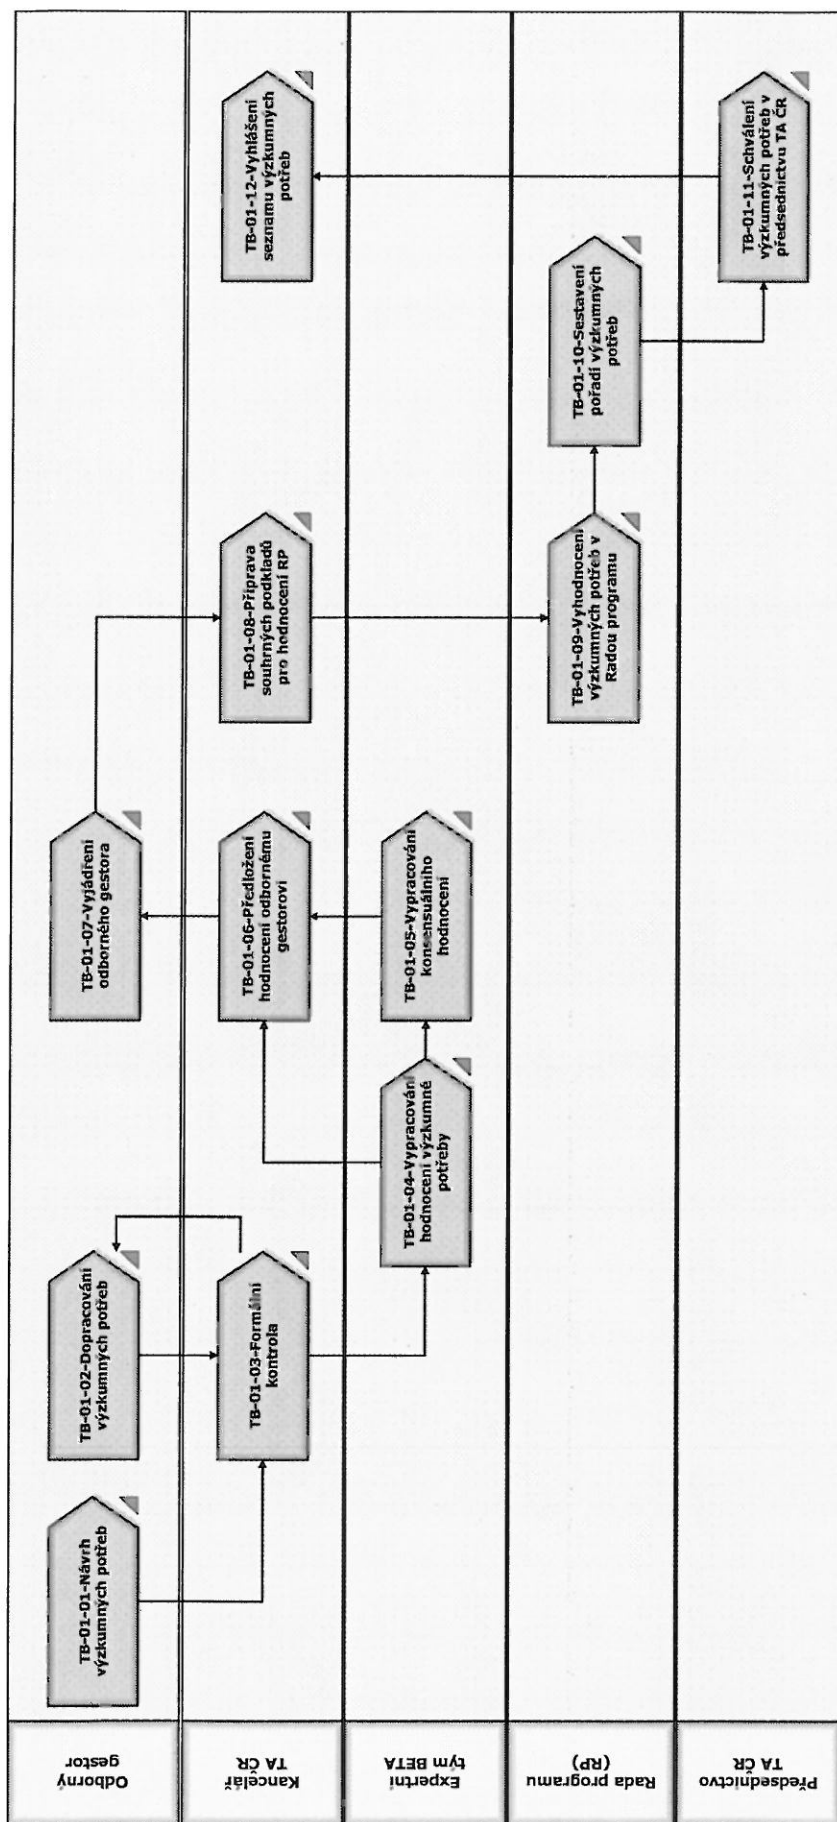 Odborný
gestor
Kancelář
TA ČR
Expertní
tým BETA
Rada programu
(RP)
Předsednictvo
TA ČR
TB-01-01-Návrh
výzkumných potřeb
TB-01-02-Dopracování
výzkumných potřeb
TB-01-03-Formální
kontrola
TB-01-04-Vypracování
hodnocení výzkumné
potřeby
TB-01-05-Vypracování
konsensuálního
hodnocení
TB-01-06-Předložení
hodnocení odbornému
gestorovi
TB-01-07-Vyjádření
odborného gestora
TB-01-08-Příprava
souhrných podkladů
pro hodnocení RP
TB-01-09-Vyhodnocení
výzkumných potřeb v
Radou programu
TB-01-10-Sestavení
pořadí výzkumných
potřeb
TB-01-11-Schválení
výzkumných potřeb v
předsednictvu TA ČR
TB-01-12-Vyhlášení
seznamu výzkumných
potřeb